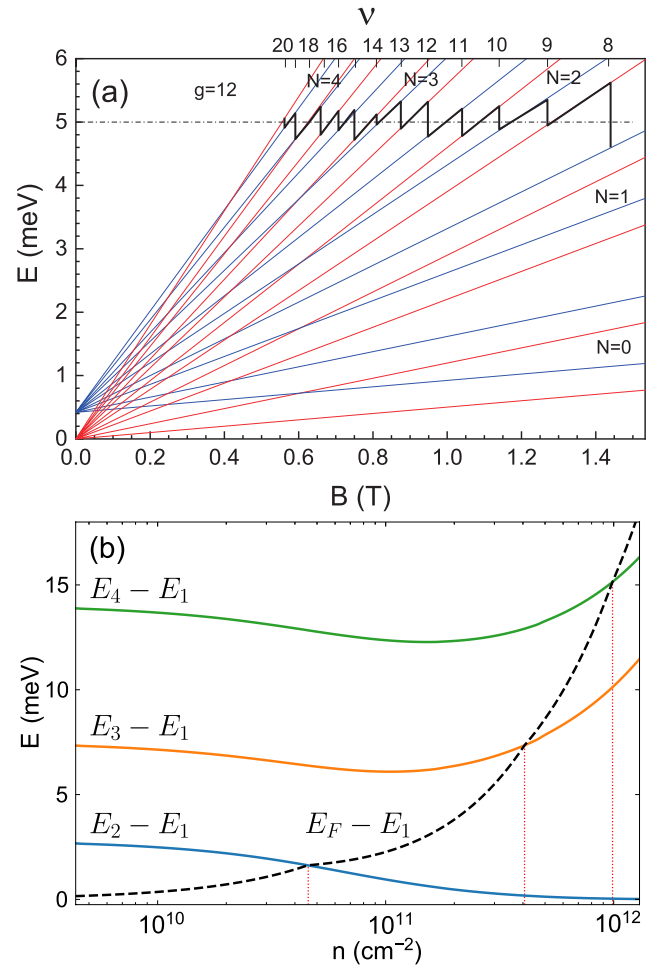 ν
20 18 16 14 13 12 11 10 9 8
(a)
g=12
N=4
N=3
N=2
N=1
N=0
6
5
4
3
2
1
0
E (meV)
0.0 0.2 0.4 0.6 0.8 1.0 1.2 1.4
B (T)
(b)
E₄ − E₁
E₃ − E₁
E₂ − E₁
E_F − E₁
15
10
5
0
E (meV)
10¹⁰ 10¹¹ 10¹²
n (cm⁻²)